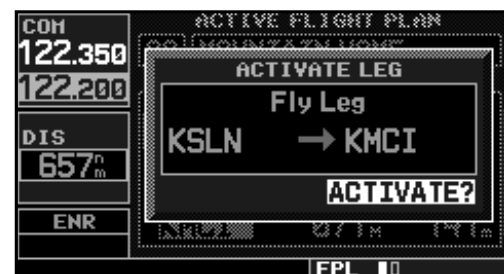 COM
122.350
122.200
DIS
657nm
ENR
ACTIVE FLIGHT PLAN
ACTIVATE LEG
Fly Leg
KSLN → KMCI
ACTIVATE?
FPL